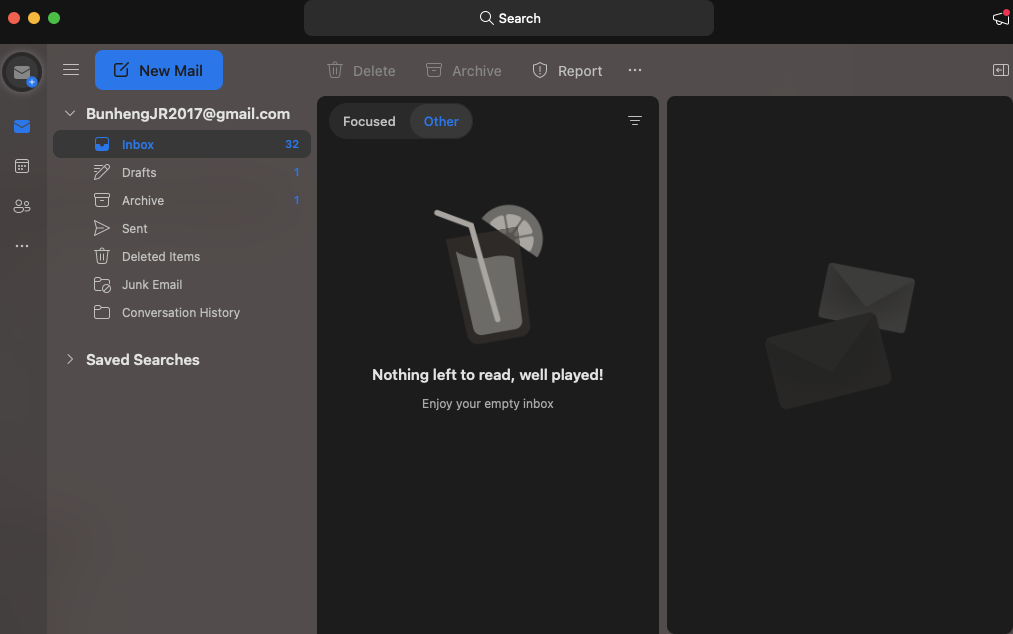 Search
New Mail
Delete
Archive
Report
BunhengJR2017@gmail.com
Inbox 32
Drafts 1
Archive 1
Sent
Deleted Items
Junk Email
Conversation History
Saved Searches
Focused Other
Nothing left to read, well played!
Enjoy your empty inbox